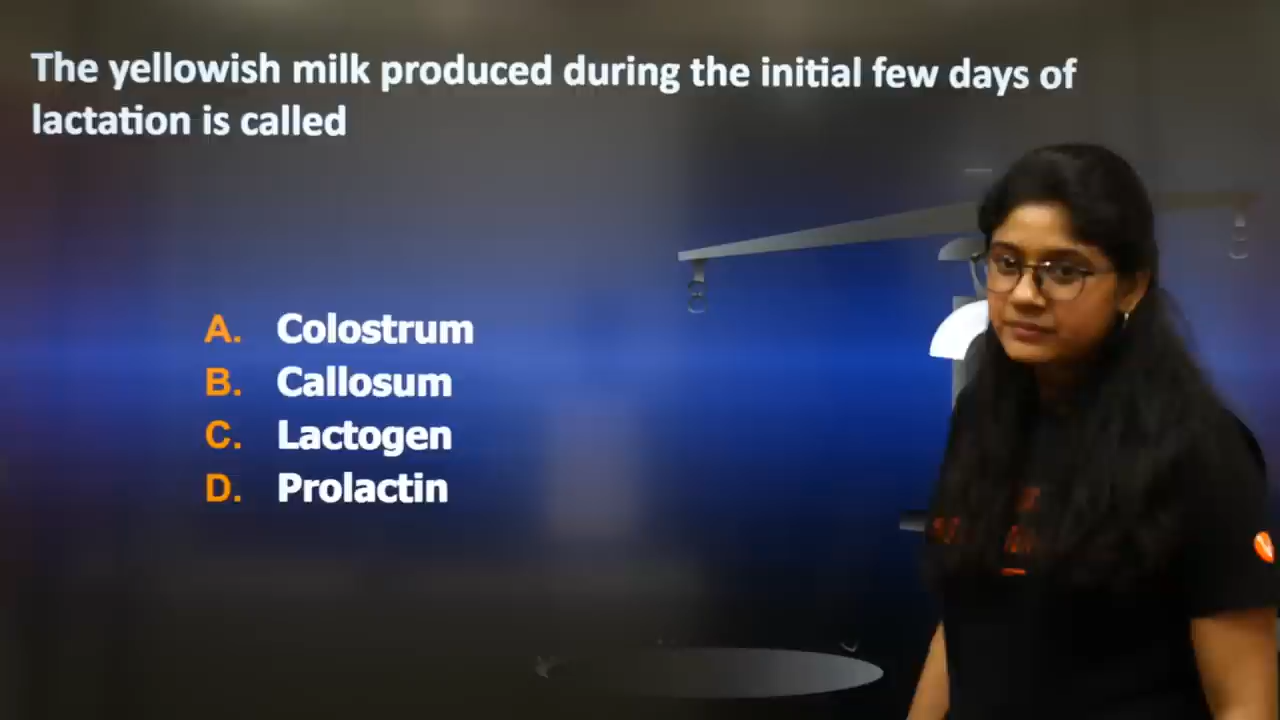 The yellowish milk produced during the initial few days of
lactation is called
A. Colostrum
B. Callosum
C. Lactogen
D. Prolactin